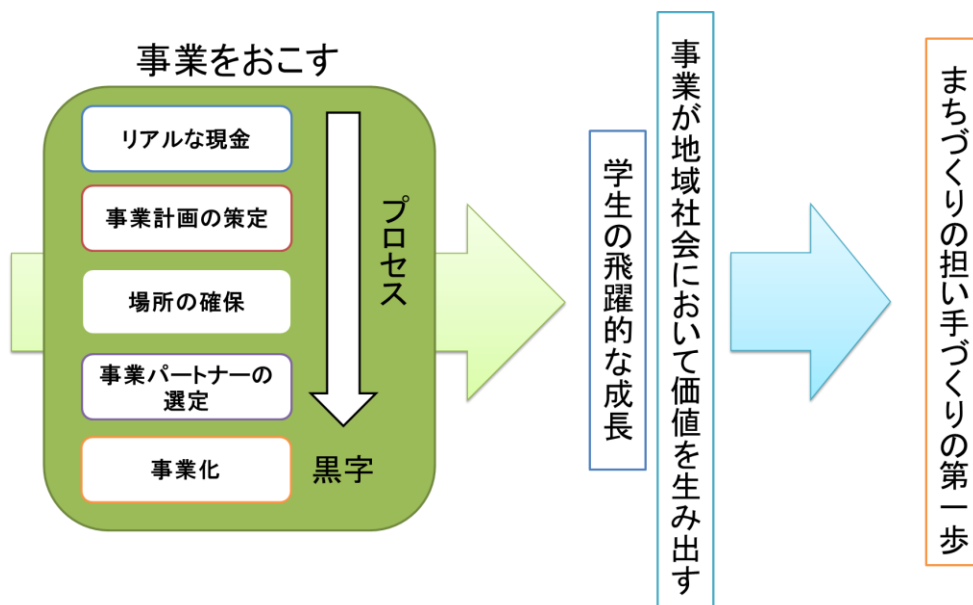 事業をおこす
リアルな現金
事業計画の策定
場所の確保
事業パートナーの
選定
事業化
プロセス
黒字
学生の飛躍的な成長
事業が地域社会において価値を生み出す
まちづくりの担い手づくりの第一歩